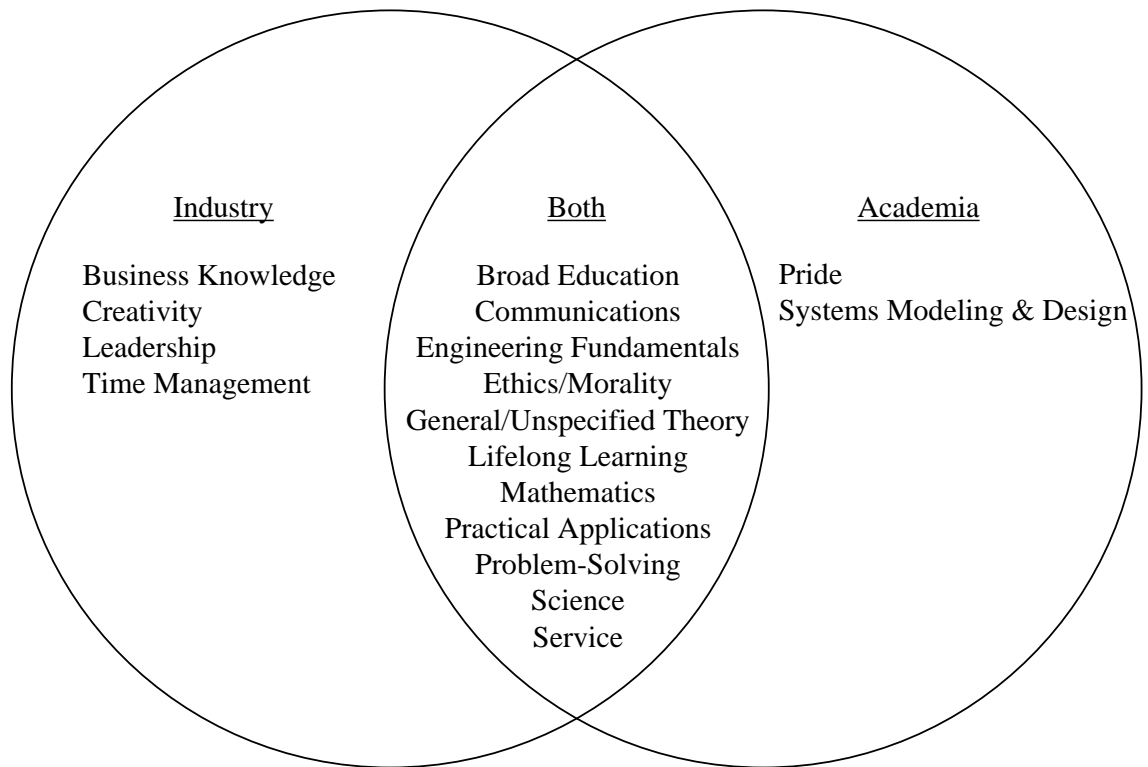 Industry
Business Knowledge
Creativity
Leadership
Time Management
Both
Broad Education
Communications
Engineering Fundamentals
Ethics/Morality
General/Unspecified Theory
Lifelong Learning
Mathematics
Practical Applications
Problem-Solving
Science
Service
Academia
Pride
Systems Modeling & Design